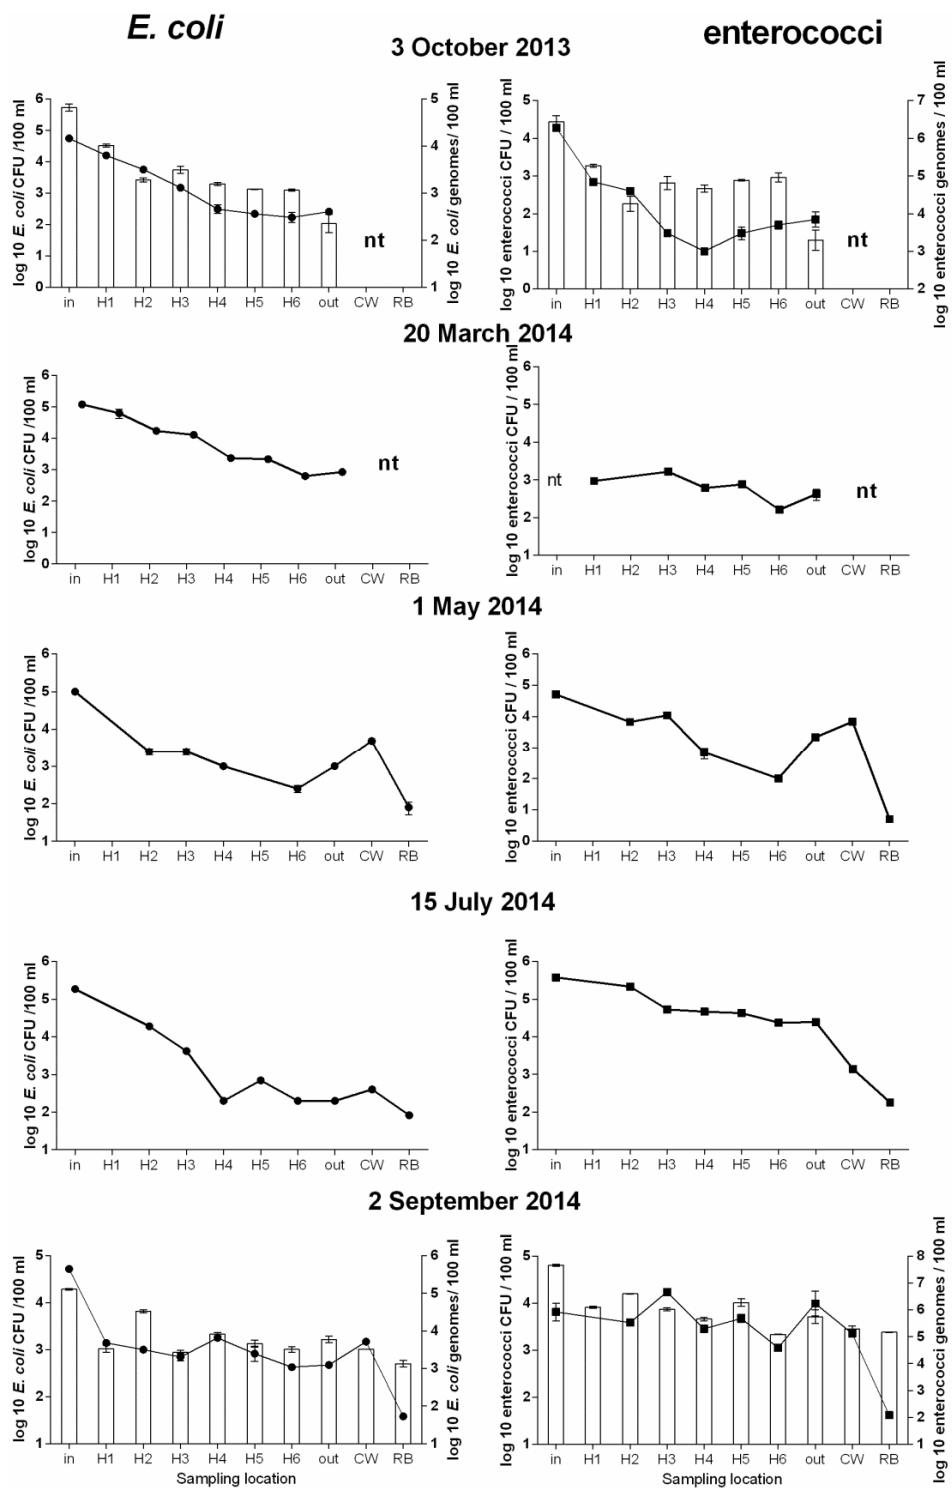 E. coli
enterococci
3 October 2013
log 10 E. coli CFU /100 ml
6
5
4
3
2
1
0
5
4
3
2
1
log 10 E. coli genomes/ 100 ml
nt
in H1 H2 H3 H4 H5 H6 out CW RB
log 10 enterococci CFU / 100 ml
5
4
3
2
1
0
7
6
5
4
3
2
log 10 enterococci genomes / 100 ml
nt
in H1 H2 H3 H4 H5 H6 out CW RB
20 March 2014
log 10 E. coli CFU /100 ml
6
5
4
3
2
1
0
nt
in H1 H2 H3 H4 H5 H6 out CW RB
log 10 enterococci CFU / 100 ml
6
5
4
3
2
1
nt
nt
in H1 H2 H3 H4 H5 H6 out CW RB
1 May 2014
log 10 E. coli CFU /100 ml
6
5
4
3
2
1
in H1 H2 H3 H4 H5 H6 out CW RB
log 10 enterococci CFU / 100 ml
6
5
4
3
2
1
0
in H1 H2 H3 H4 H5 H6 out CW RB
15 July 2014
log 10 E. coli CFU /100 ml
6
5
4
3
2
1
in H1 H2 H3 H4 H5 H6 out CW RB
log 10 enterococci CFU / 100 ml
6
5
4
3
2
1
in H1 H2 H3 H4 H5 H6 out CW RB
2 September 2014
log 10 E. coli CFU /100 ml
5
4
3
2
1
6
5
4
3
2
1
log 10 E. coli genomes/ 100 ml
in H1 H2 H3 H4 H5 H6 out CW RB
Sampling location
log 10 enterococci CFU / 100 ml
5
4
3
2
1
8
7
6
5
4
3
2
1
log 10 enterococci genomes / 100 ml
in H1 H2 H3 H4 H5 H6 out CW RB
Sampling location